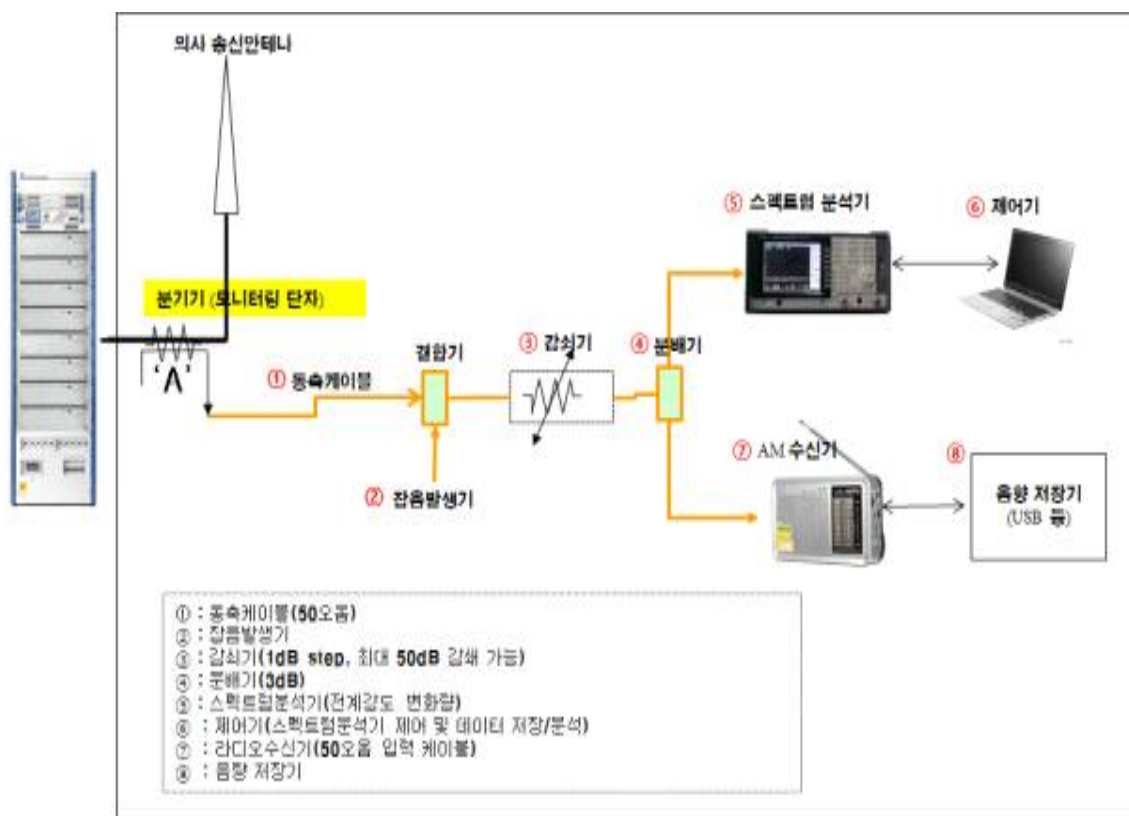 의사 송신안테나
분기기 (모니터링 단자)
'A'
① 동축케이블
결합기
② 잡음발생기
③ 감쇠기
④ 분배기
⑤ 스펙트럼 분석기
⑥ 제어기
⑦ AM 수신기
⑧
음향 저장기
(USB 등)
① : 동축케이블(50오옴)
② : 잡음발생기
③ : 감쇠기(1dB step, 최대 50dB 감쇄 가능)
④ : 분배기(3dB)
⑤ : 스펙트럼분석기(전계강도 변화량)
⑥ : 제어기(스펙트럼분석기 제어 및 데이터 저장/분석)
⑦ : 라디오수신기(50오옴 입력 케이블)
⑧ : 음향 저장기